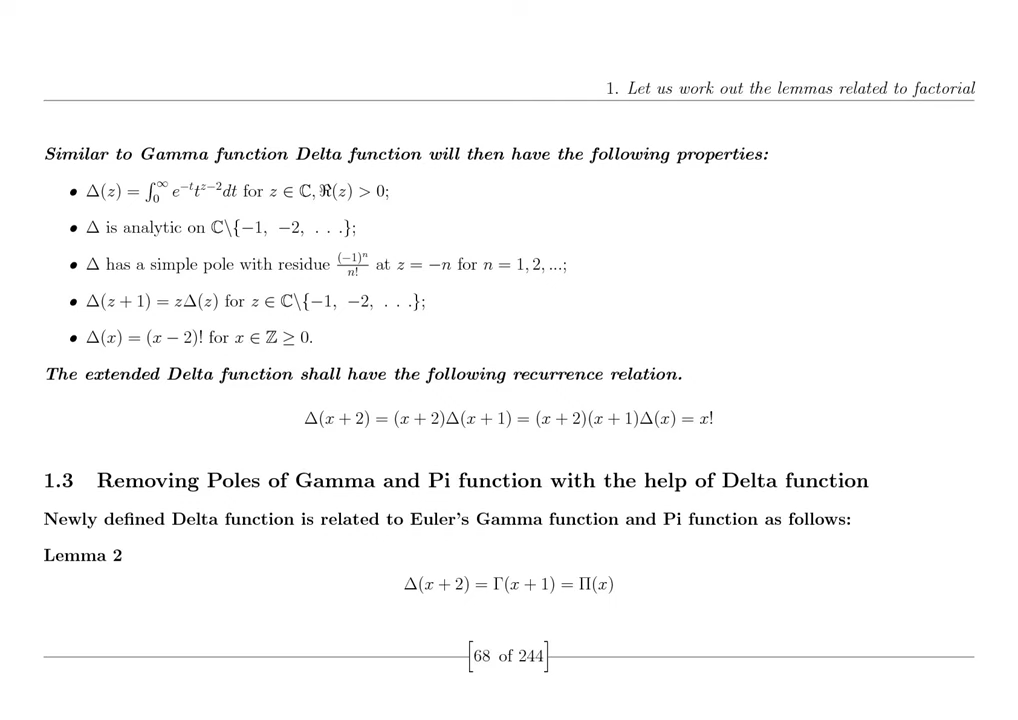 1. Let us work out the lemmas related to factorial
Similar to Gamma function Delta function will then have the following properties:
• Δ(z) = ∫₀^∞ e^{−t}t^{z−2}dt for z ∈ ℂ, ℜ(z) > 0;
• Δ is analytic on ℂ\{−1, −2, . . .};
• Δ has a simple pole with residue (−1)^n/n! at z = −n for n = 1, 2, ...;
• Δ(z + 1) = zΔ(z) for z ∈ ℂ\{−1, −2, . . .};
• Δ(x) = (x − 2)! for x ∈ ℤ ≥ 0.
The extended Delta function shall have the following recurrence relation.
Δ(x + 2) = (x + 2)Δ(x + 1) = (x + 2)(x + 1)Δ(x) = x!
1.3 Removing Poles of Gamma and Pi function with the help of Delta function
Newly defined Delta function is related to Euler's Gamma function and Pi function as follows:
Lemma 2
Δ(x + 2) = Γ(x + 1) = Π(x)
[68 of 244]